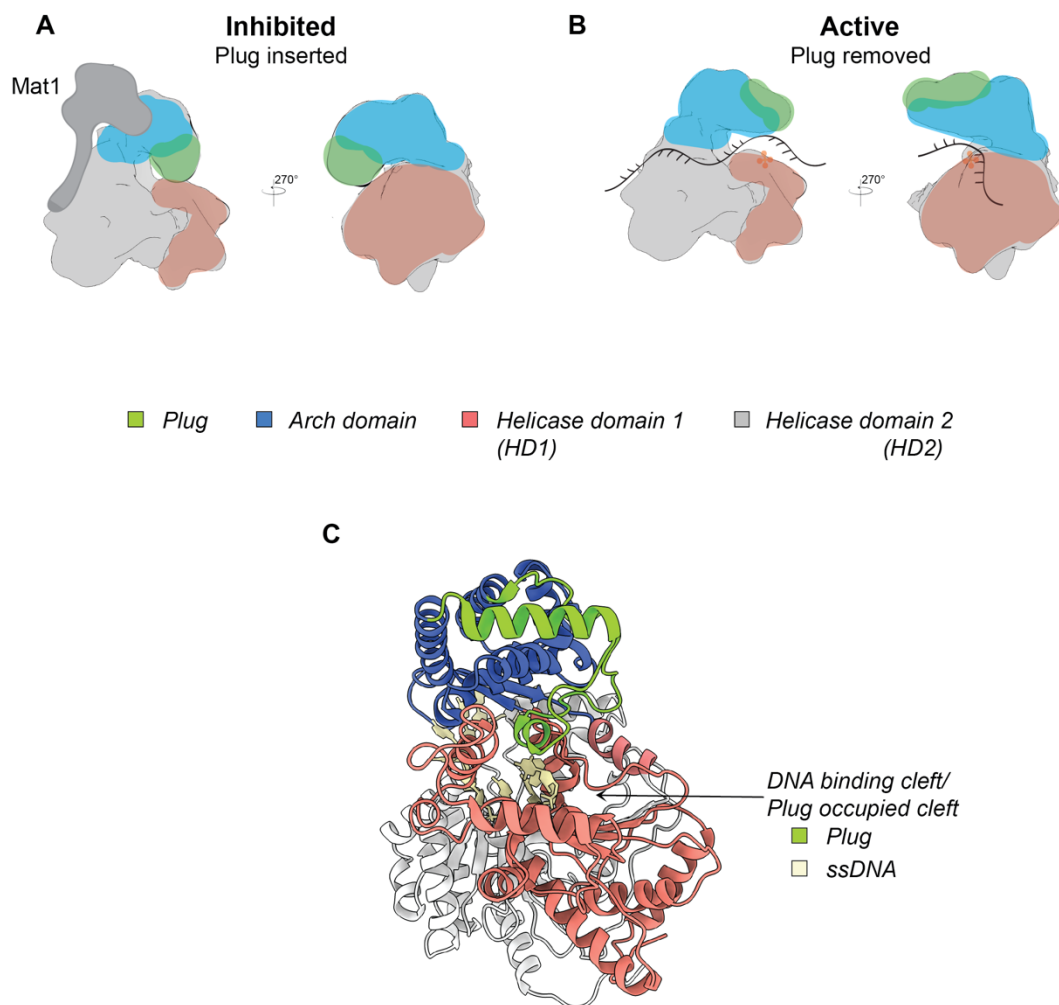 A
Inhibited
Plug inserted
Mat1
270°
B
Active
Plug removed
270°
Plug
Arch domain
Helicase domain 1
(HD1)
Helicase domain 2
(HD2)
C
DNA binding cleft/
Plug occupied cleft
Plug
ssDNA